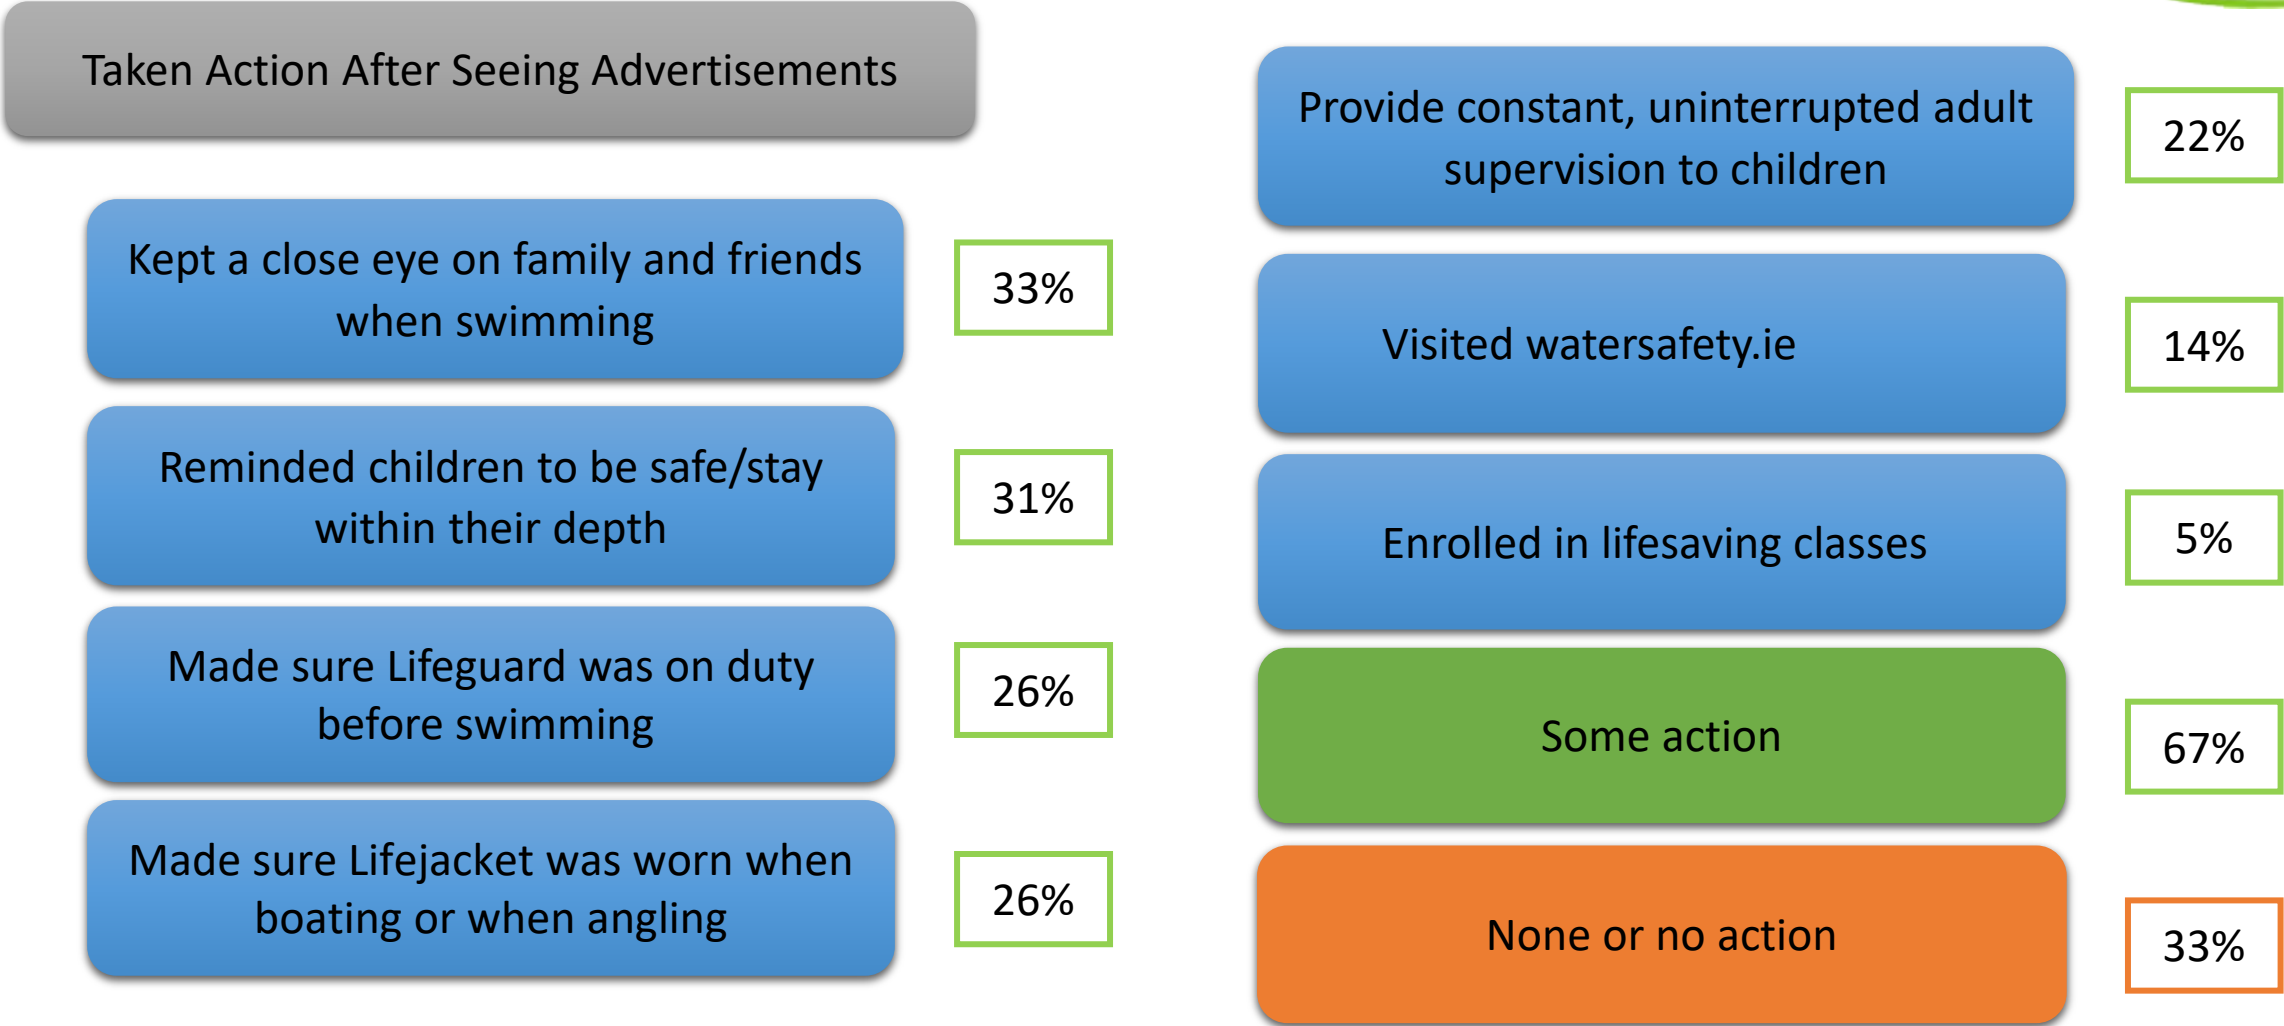 Taken Action After Seeing Advertisements
Kept a close eye on family and friends
when swimming
33%
Reminded children to be safe/stay
within their depth
31%
Made sure Lifeguard was on duty
before swimming
26%
Made sure Lifejacket was worn when
boating or when angling
26%
Provide constant, uninterrupted adult
supervision to children
22%
Visited watersafety.ie
14%
Enrolled in lifesaving classes
5%
Some action
67%
None or no action
33%